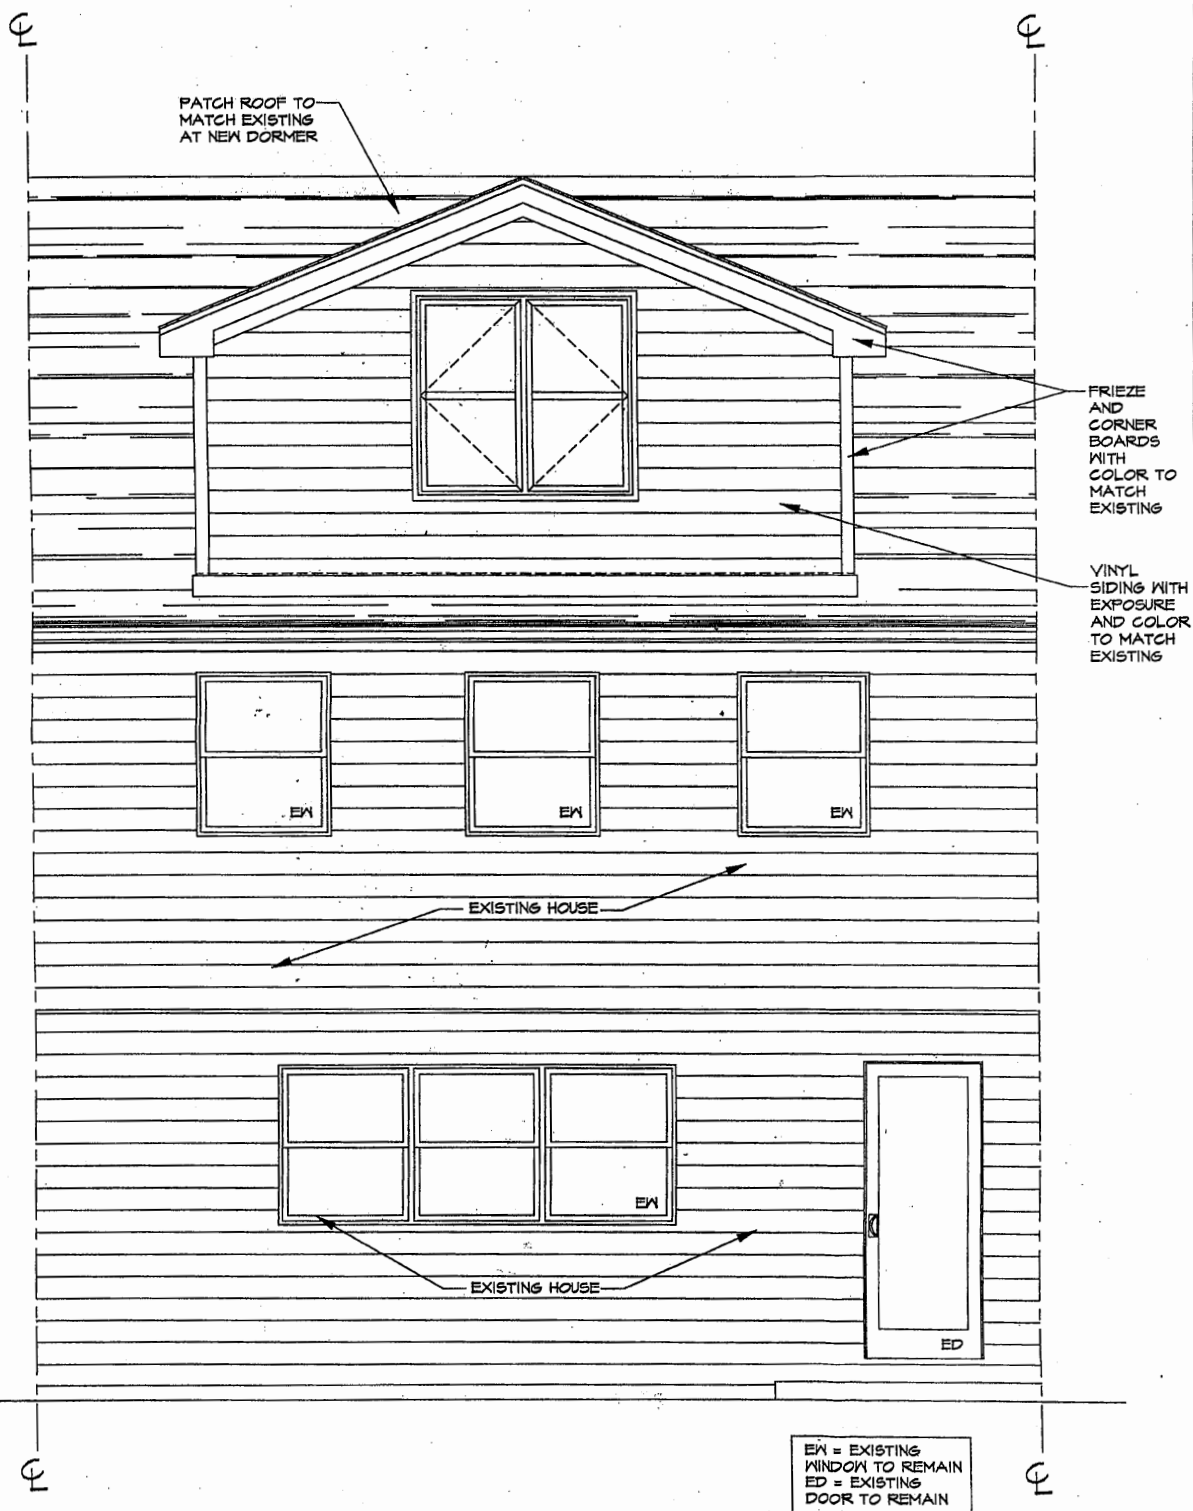 PATCH ROOF TO
MATCH EXISTING
AT NEW DORMER
FRIEZE
AND
CORNER
BOARDS
WITH
COLOR TO
MATCH
EXISTING
VINYL
SIDING WITH
EXPOSURE
AND COLOR
TO MATCH
EXISTING
EW
EW
EW
EXISTING HOUSE
EW
EXISTING HOUSE
ED
EW = EXISTING
WINDOW TO REMAIN
ED = EXISTING
DOOR TO REMAIN